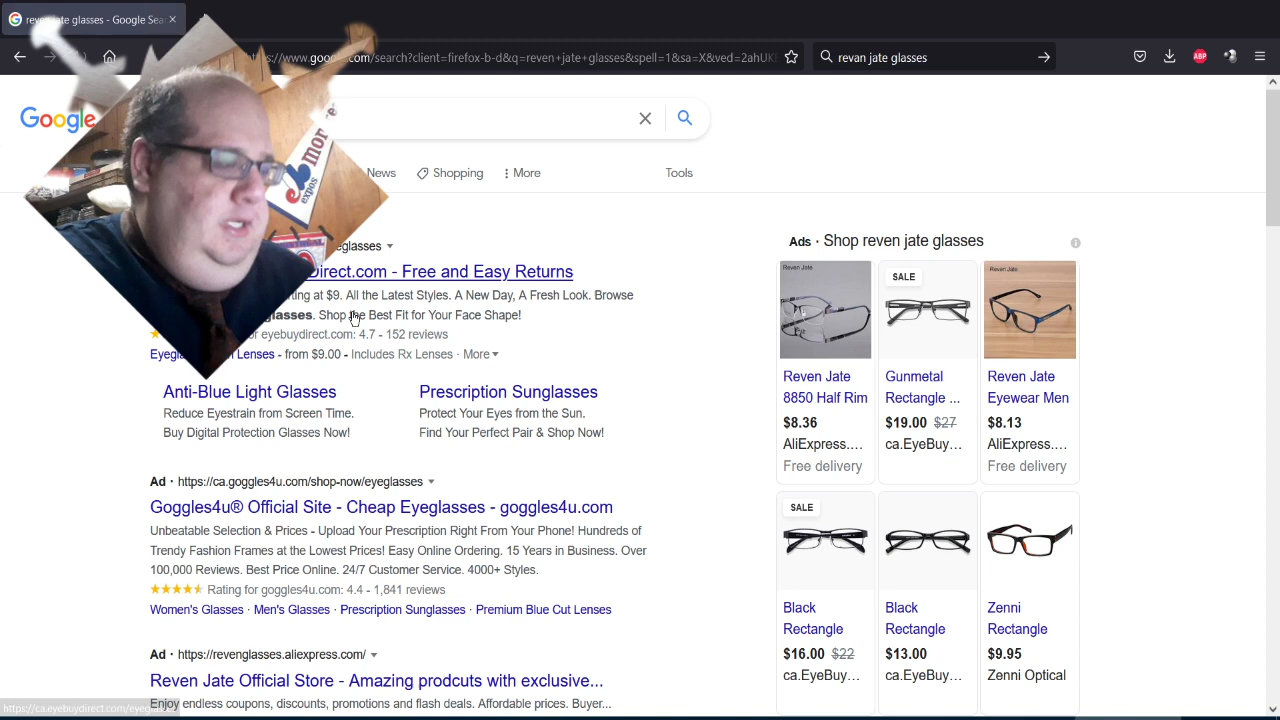 reven jate glasses - Google Sea
https://www.google.com/search?client=firefox-b-d&q=reven+jate+glasses&spell=1&sa=X&ved=2ahUKE
revan jate glasses
ABP
Google
News
Shopping
More
Tools
more
expos
MONTRÉAL
eglasses
Direct.com - Free and Easy Returns
at $9. All the Latest Styles. A New Day, A Fresh Look. Browse
glasses. Shop the Best Fit for Your Face Shape!
eyebuydirect.com: 4.7 - 152 reviews
Lenses - from $9.00 - Includes Rx Lenses · More
Anti-Blue Light Glasses
Reduce Eyestrain from Screen Time.
Buy Digital Protection Glasses Now!
Prescription Sunglasses
Protect Your Eyes from the Sun.
Find Your Perfect Pair & Shop Now!
Ad · https://ca.goggles4u.com/shop-now/eyeglasses
Goggles4u® Official Site - Cheap Eyeglasses - goggles4u.com
Unbeatable Selection & Prices - Upload Your Prescription Right From Your Phone! Hundreds of
Trendy Fashion Frames at the Lowest Prices! Easy Online Ordering. 15 Years in Business. Over
100,000 Reviews. Best Price Online. 24/7 Customer Service. 4000+ Styles.
Rating for goggles4u.com: 4.4 - 1,841 reviews
Women's Glasses · Men's Glasses · Prescription Sunglasses · Premium Blue Cut Lenses
Ad · https://revenglasses.aliexpress.com/
Reven Jate Official Store - Amazing prodcuts with exclusive...
Enjoy endless coupons, discounts, promotions and flash deals. Affordable prices. Buyer...
https://ca.eyebuydirect.com/eyeglasses
Ads · Shop reven jate glasses
Reven Jate
Reven Jate
8850 Half Rim
$8.36
AliExpress....
Free delivery
SALE
Gunmetal
Rectangle ...
$19.00 $27
ca.EyeBuy...
Reven Jate
Reven Jate
Eyewear Men
$8.13
AliExpress....
Free delivery
SALE
Black
Rectangle
$16.00 $22
ca.EyeBuy...
Black
Rectangle
$13.00
ca.EyeBuy...
Zenni
Rectangle
$9.95
Zenni Optical